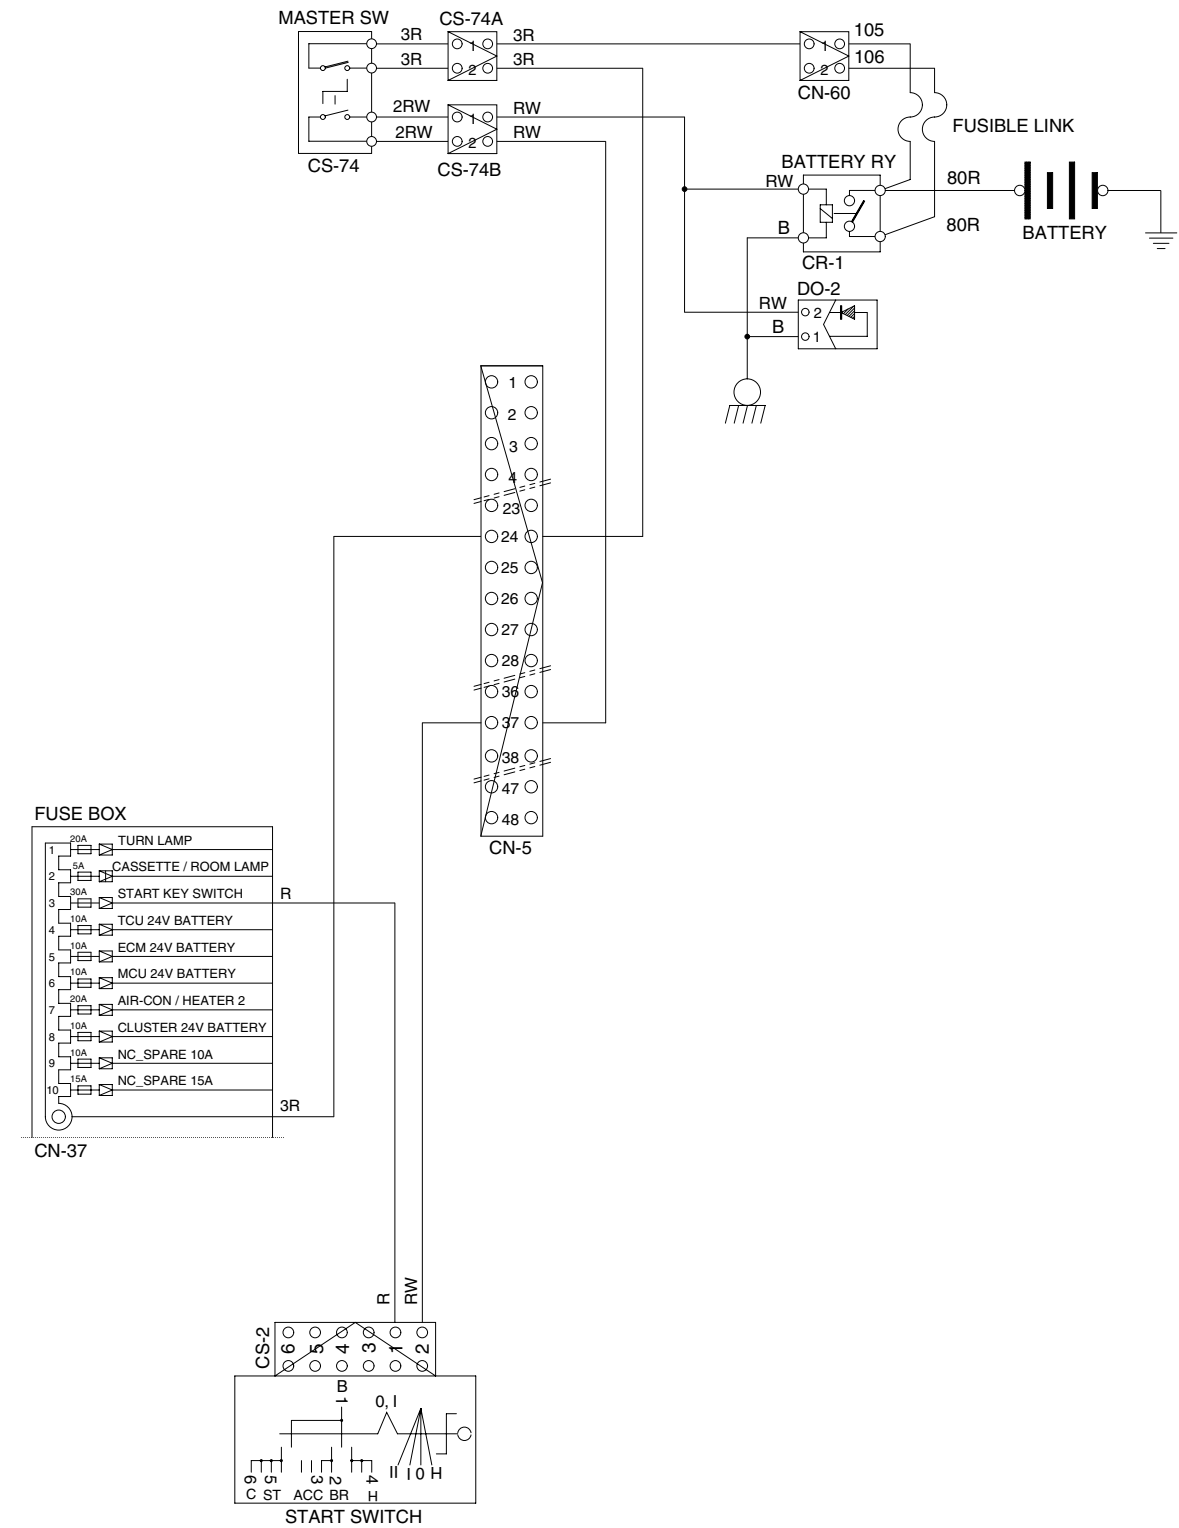 MASTER SW
CS-74A
3R
3R
1
2
3R
3R
2RW
2RW
1
2
RW
RW
CS-74
CS-74B
105
106
1
2
CN-60
FUSIBLE LINK
BATTERY RY
RW
B
80R
80R
CR-1
BATTERY
DO-2
RW
B
2
1
1
2
3
4
23
24
25
26
27
28
36
37
38
47
48
CN-5
FUSE BOX
1 20A TURN LAMP
2 5A CASSETTE / ROOM LAMP
3 30A START KEY SWITCH R
4 10A TCU 24V BATTERY
5 10A ECM 24V BATTERY
6 10A MCU 24V BATTERY
7 20A AIR-CON / HEATER 2
8 10A CLUSTER 24V BATTERY
9 10A NC_SPARE 10A
10 15A NC_SPARE 15A
3R
CN-37
R RW
CS-2
6 5 4 3 1 2
B
1
0, I
II I 0 H
6 5 3 2 4
C ST ACC BR H
START SWITCH